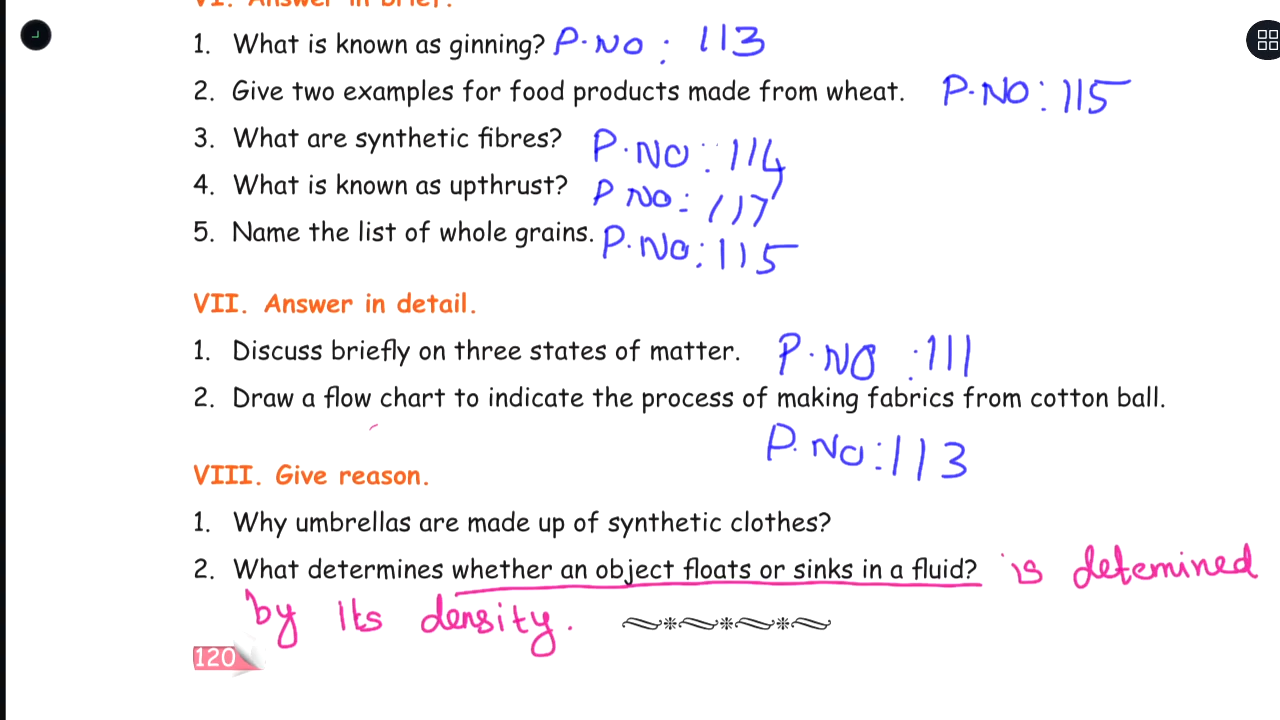 VI. Answer in brief.
1. What is known as ginning? P.NO : 113
2. Give two examples for food products made from wheat. P.NO : 115
3. What are synthetic fibres? P.NO : 114
4. What is known as upthrust? P NO : 117
5. Name the list of whole grains. P.NO : 115
VII. Answer in detail.
1. Discuss briefly on three states of matter. P.NO : 111
2. Draw a flow chart to indicate the process of making fabrics from cotton ball.
P.NO : 113
VIII. Give reason.
1. Why umbrellas are made up of synthetic clothes?
2. What determines whether an object floats or sinks in a fluid? is detemined
by its density.
120